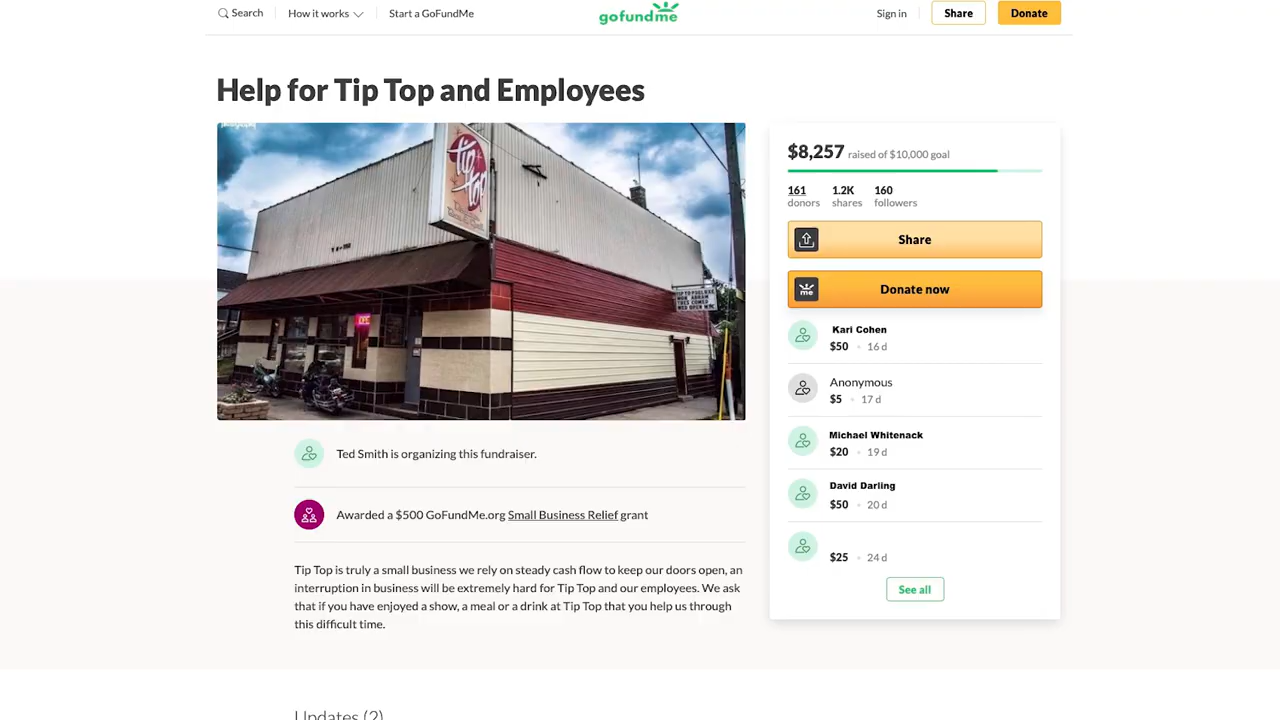 Search
How it works
Start a GoFundMe
gofundme
Sign in
Share
Donate
Help for Tip Top and Employees
tip top
OPEN
$8,257 raised of $10,000 goal
161 donors
1.2K shares
160 followers
Share
me
Donate now
Kari Cohen
$50 • 16 d
Anonymous
$5 • 17 d
Michael Whitenack
$20 • 19 d
David Darling
$50 • 20 d
$25 • 24 d
See all
Ted Smith is organizing this fundraiser.
Awarded a $500 GoFundMe.org Small Business Relief grant
Tip Top is truly a small business we rely on steady cash flow to keep our doors open, an
interruption in business will be extremely hard for Tip Top and our employees. We ask
that if you have enjoyed a show, a meal or a drink at Tip Top that you help us through
this difficult time.
Updates (2)